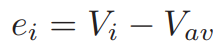 e_i = V_i − V_{av}